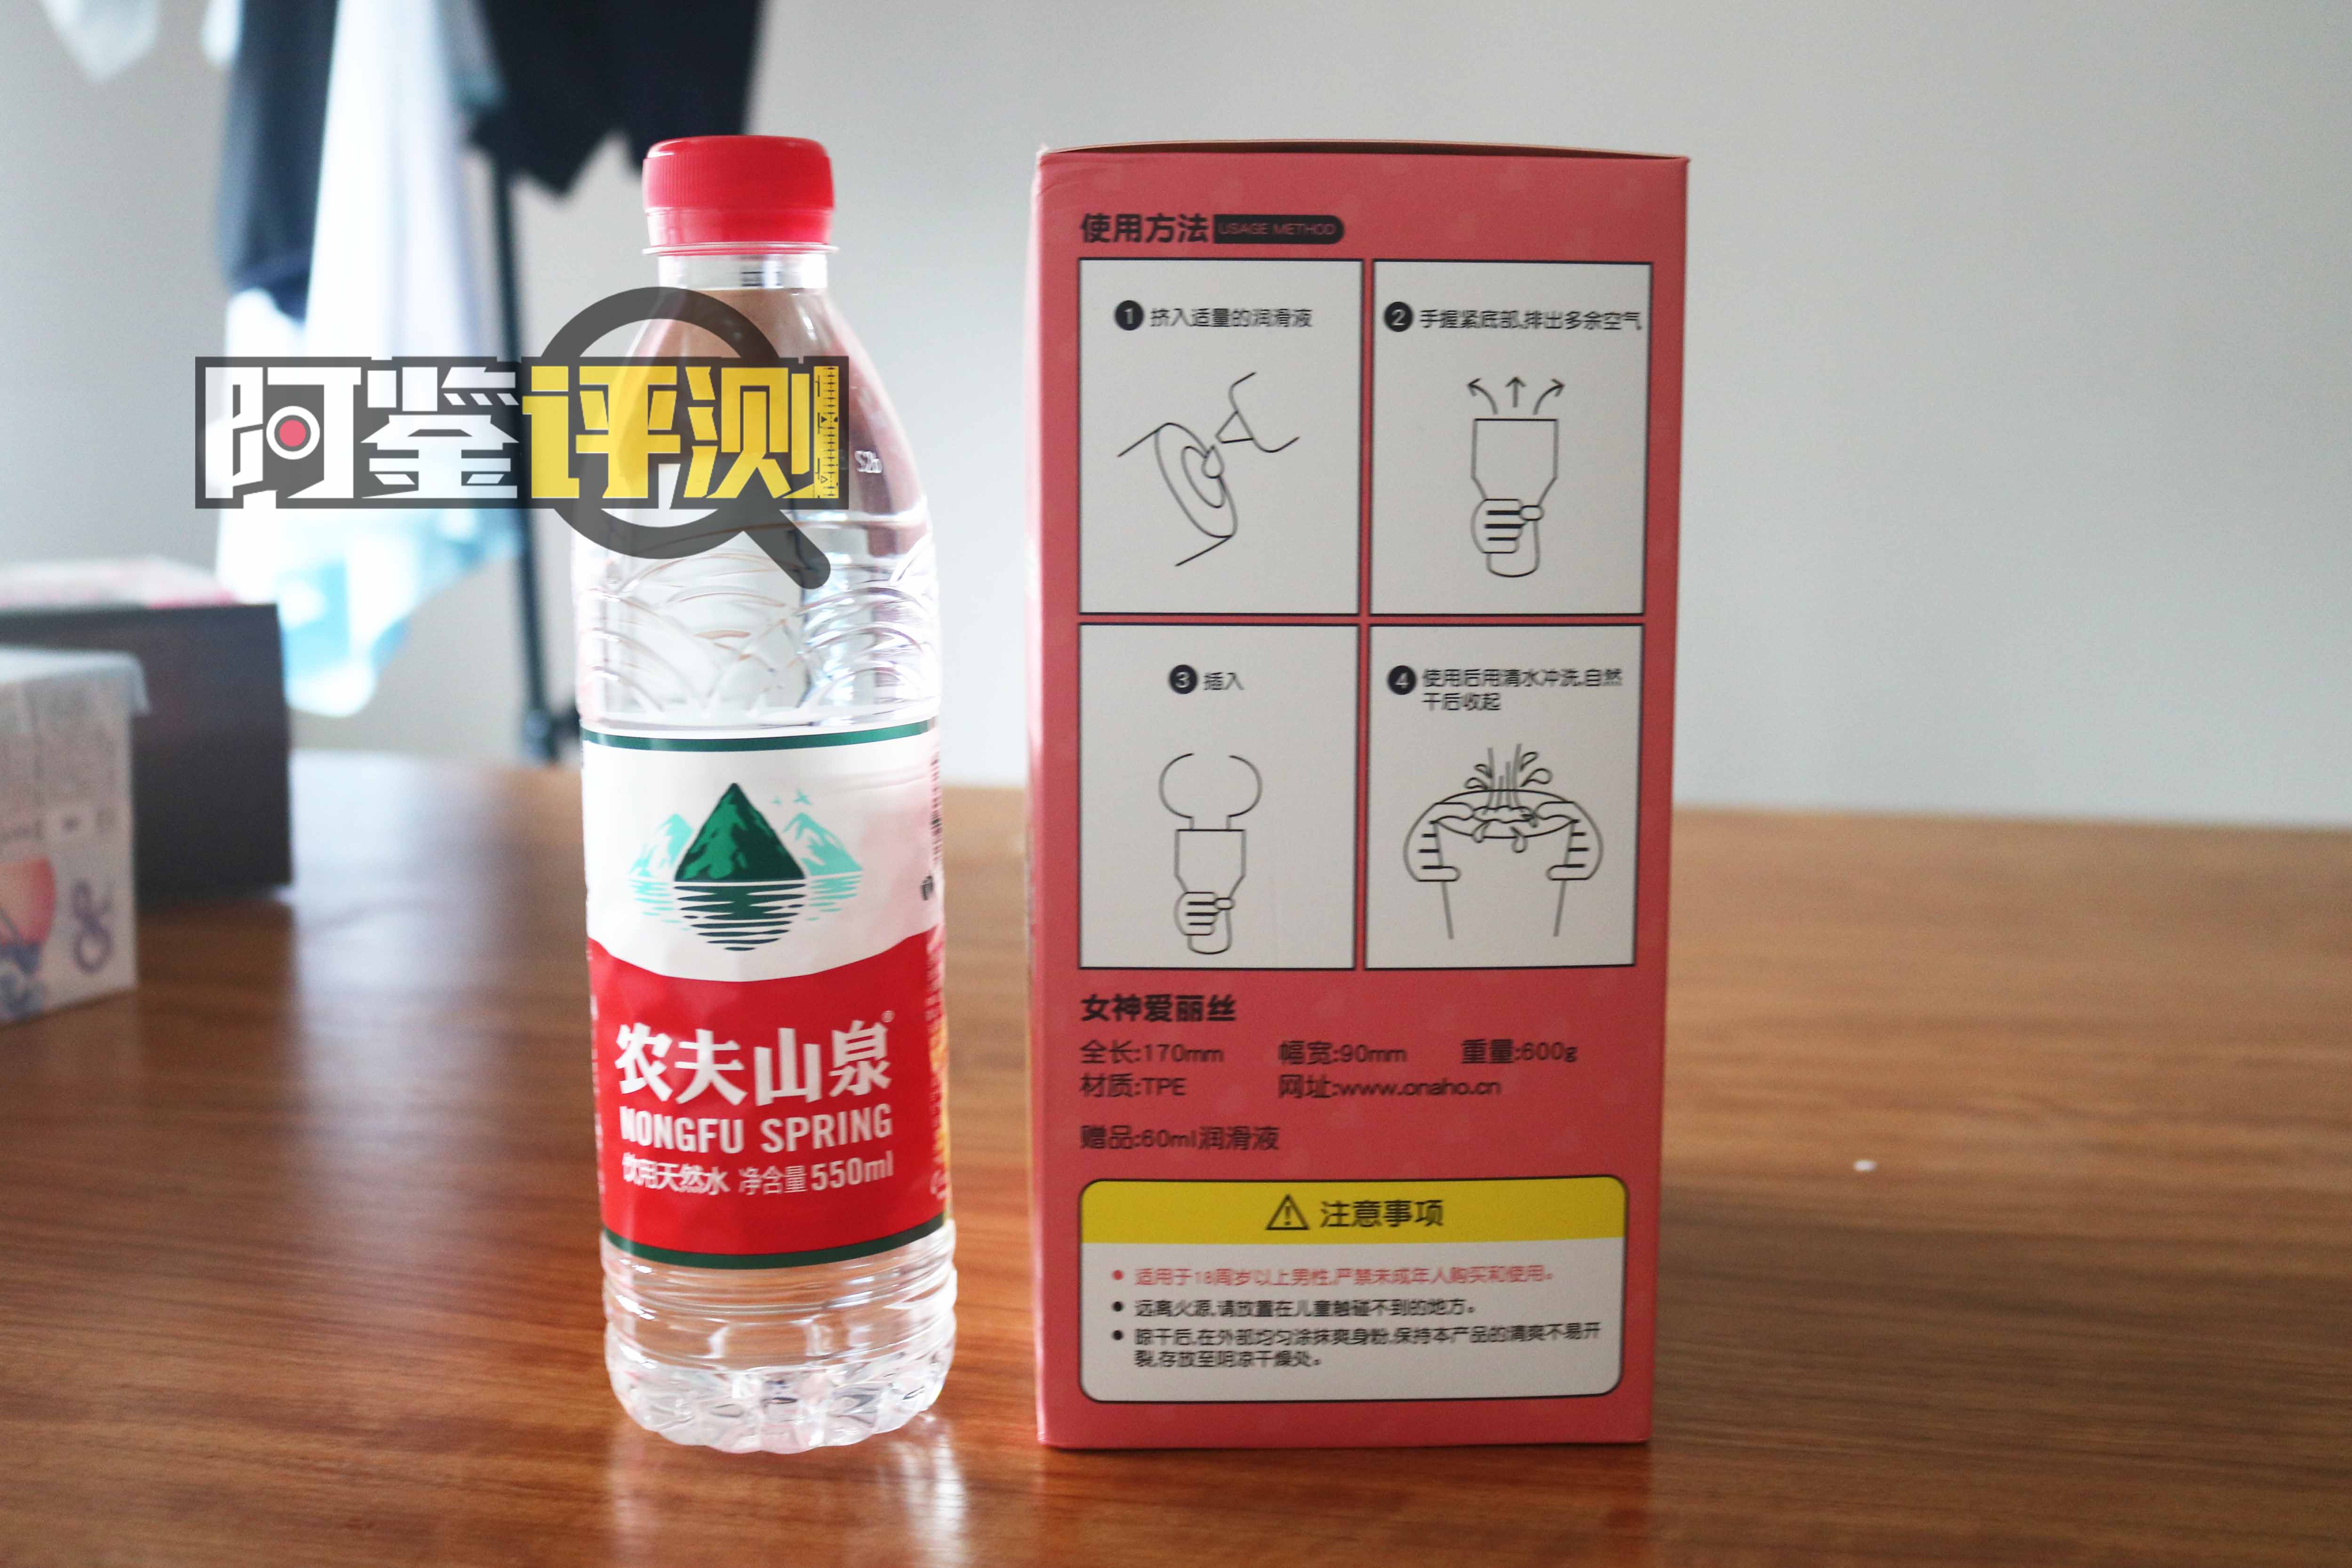 阿鉴评测
农夫山泉®
NONGFU SPRING
饮用天然水 净含量550ml
使用方法 USAGE METHOD
1 挤入适量的润滑液
2 手握紧底部,排出多余空气
3 插入
4 使用后用清水冲洗,自然
干后收起
女神爱丽丝
全长:170mm 幅宽:90mm 重量:600g
材质:TPE 网址:www.onaho.cn
赠品:60ml润滑液
注意事项
• 适用于18周岁以上男性,严禁未成年人购买和使用。
• 远离火源,请放置在儿童触碰不到的地方。
• 晾干后,在外部均匀涂抹爽身粉,保持本产品的清爽不易开
裂,存放至阴凉干燥处。